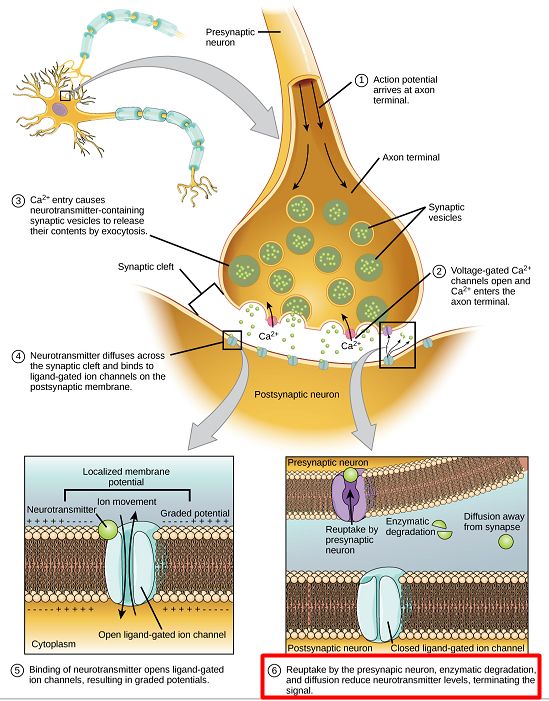 Presynaptic
neuron
1 Action potential
arrives at axon
terminal.
Axon terminal
3 Ca2+ entry causes
neurotransmitter-containing
synaptic vesicles to release
their contents by exocytosis.
Synaptic
vesicles
Synaptic cleft
2 Voltage-gated Ca2+
channels open and
Ca2+ enters the
axon terminal.
Ca2+
Ca2+
4 Neurotransmitter diffuses across
the synaptic cleft and binds to
ligand-gated ion channels on the
postsynaptic membrane.
Postsynaptic neuron
Localized membrane
potential
Ion movement
Neurotransmitter
Graded potential
+ + + + +
+ + + + +
- - - - -
- - - - -
- - - - + + + + +
+ + + + + - - - -
Open ligand-gated ion channel
Cytoplasm
5 Binding of neurotransmitter opens ligand-gated
ion channels, resulting in graded potentials.
Presynaptic neuron
Reuptake by
presynaptic
neuron
Enzymatic
degradation
Diffusion away
from synapse
Postsynaptic neuron
Closed ligand-gated ion channel
6 Reuptake by the presynapic neuron, enzymatic degradation,
and diffusion reduce neurotransmitter levels, terminating the
signal.